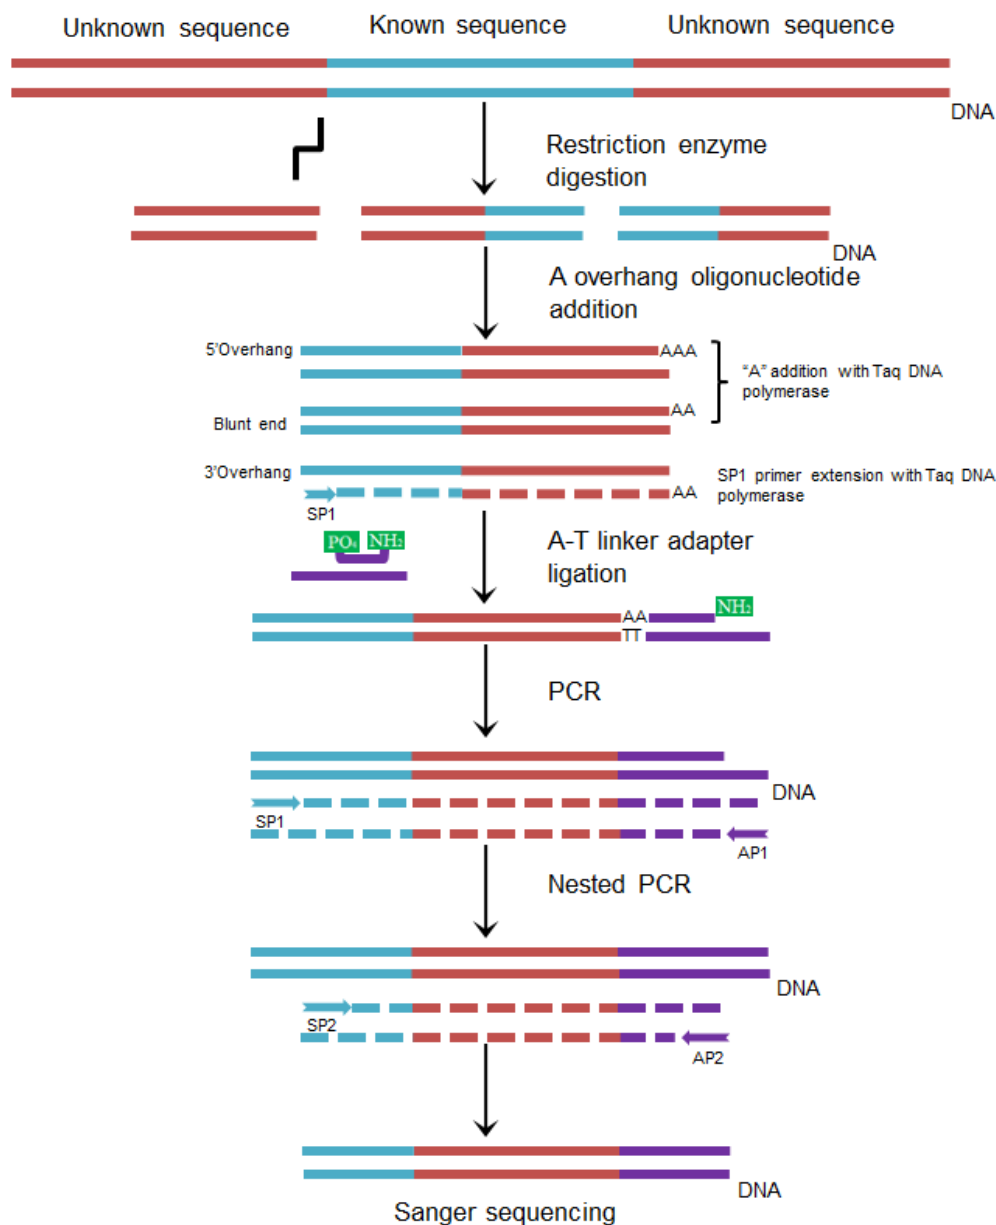 Unknown sequence Known sequence Unknown sequence
DNA
Restriction enzyme
digestion
DNA
A overhang oligonucleotide
addition
5'Overhang
AAA
"A" addition with Taq DNA
polymerase
AA
Blunt end
3'Overhang
SP1 primer extension with Taq DNA
polymerase
AA
SP1
PO₄ NH₂
A-T linker adapter
ligation
NH₂
AA
TT
PCR
DNA
SP1
AP1
Nested PCR
DNA
SP2
AP2
DNA
Sanger sequencing